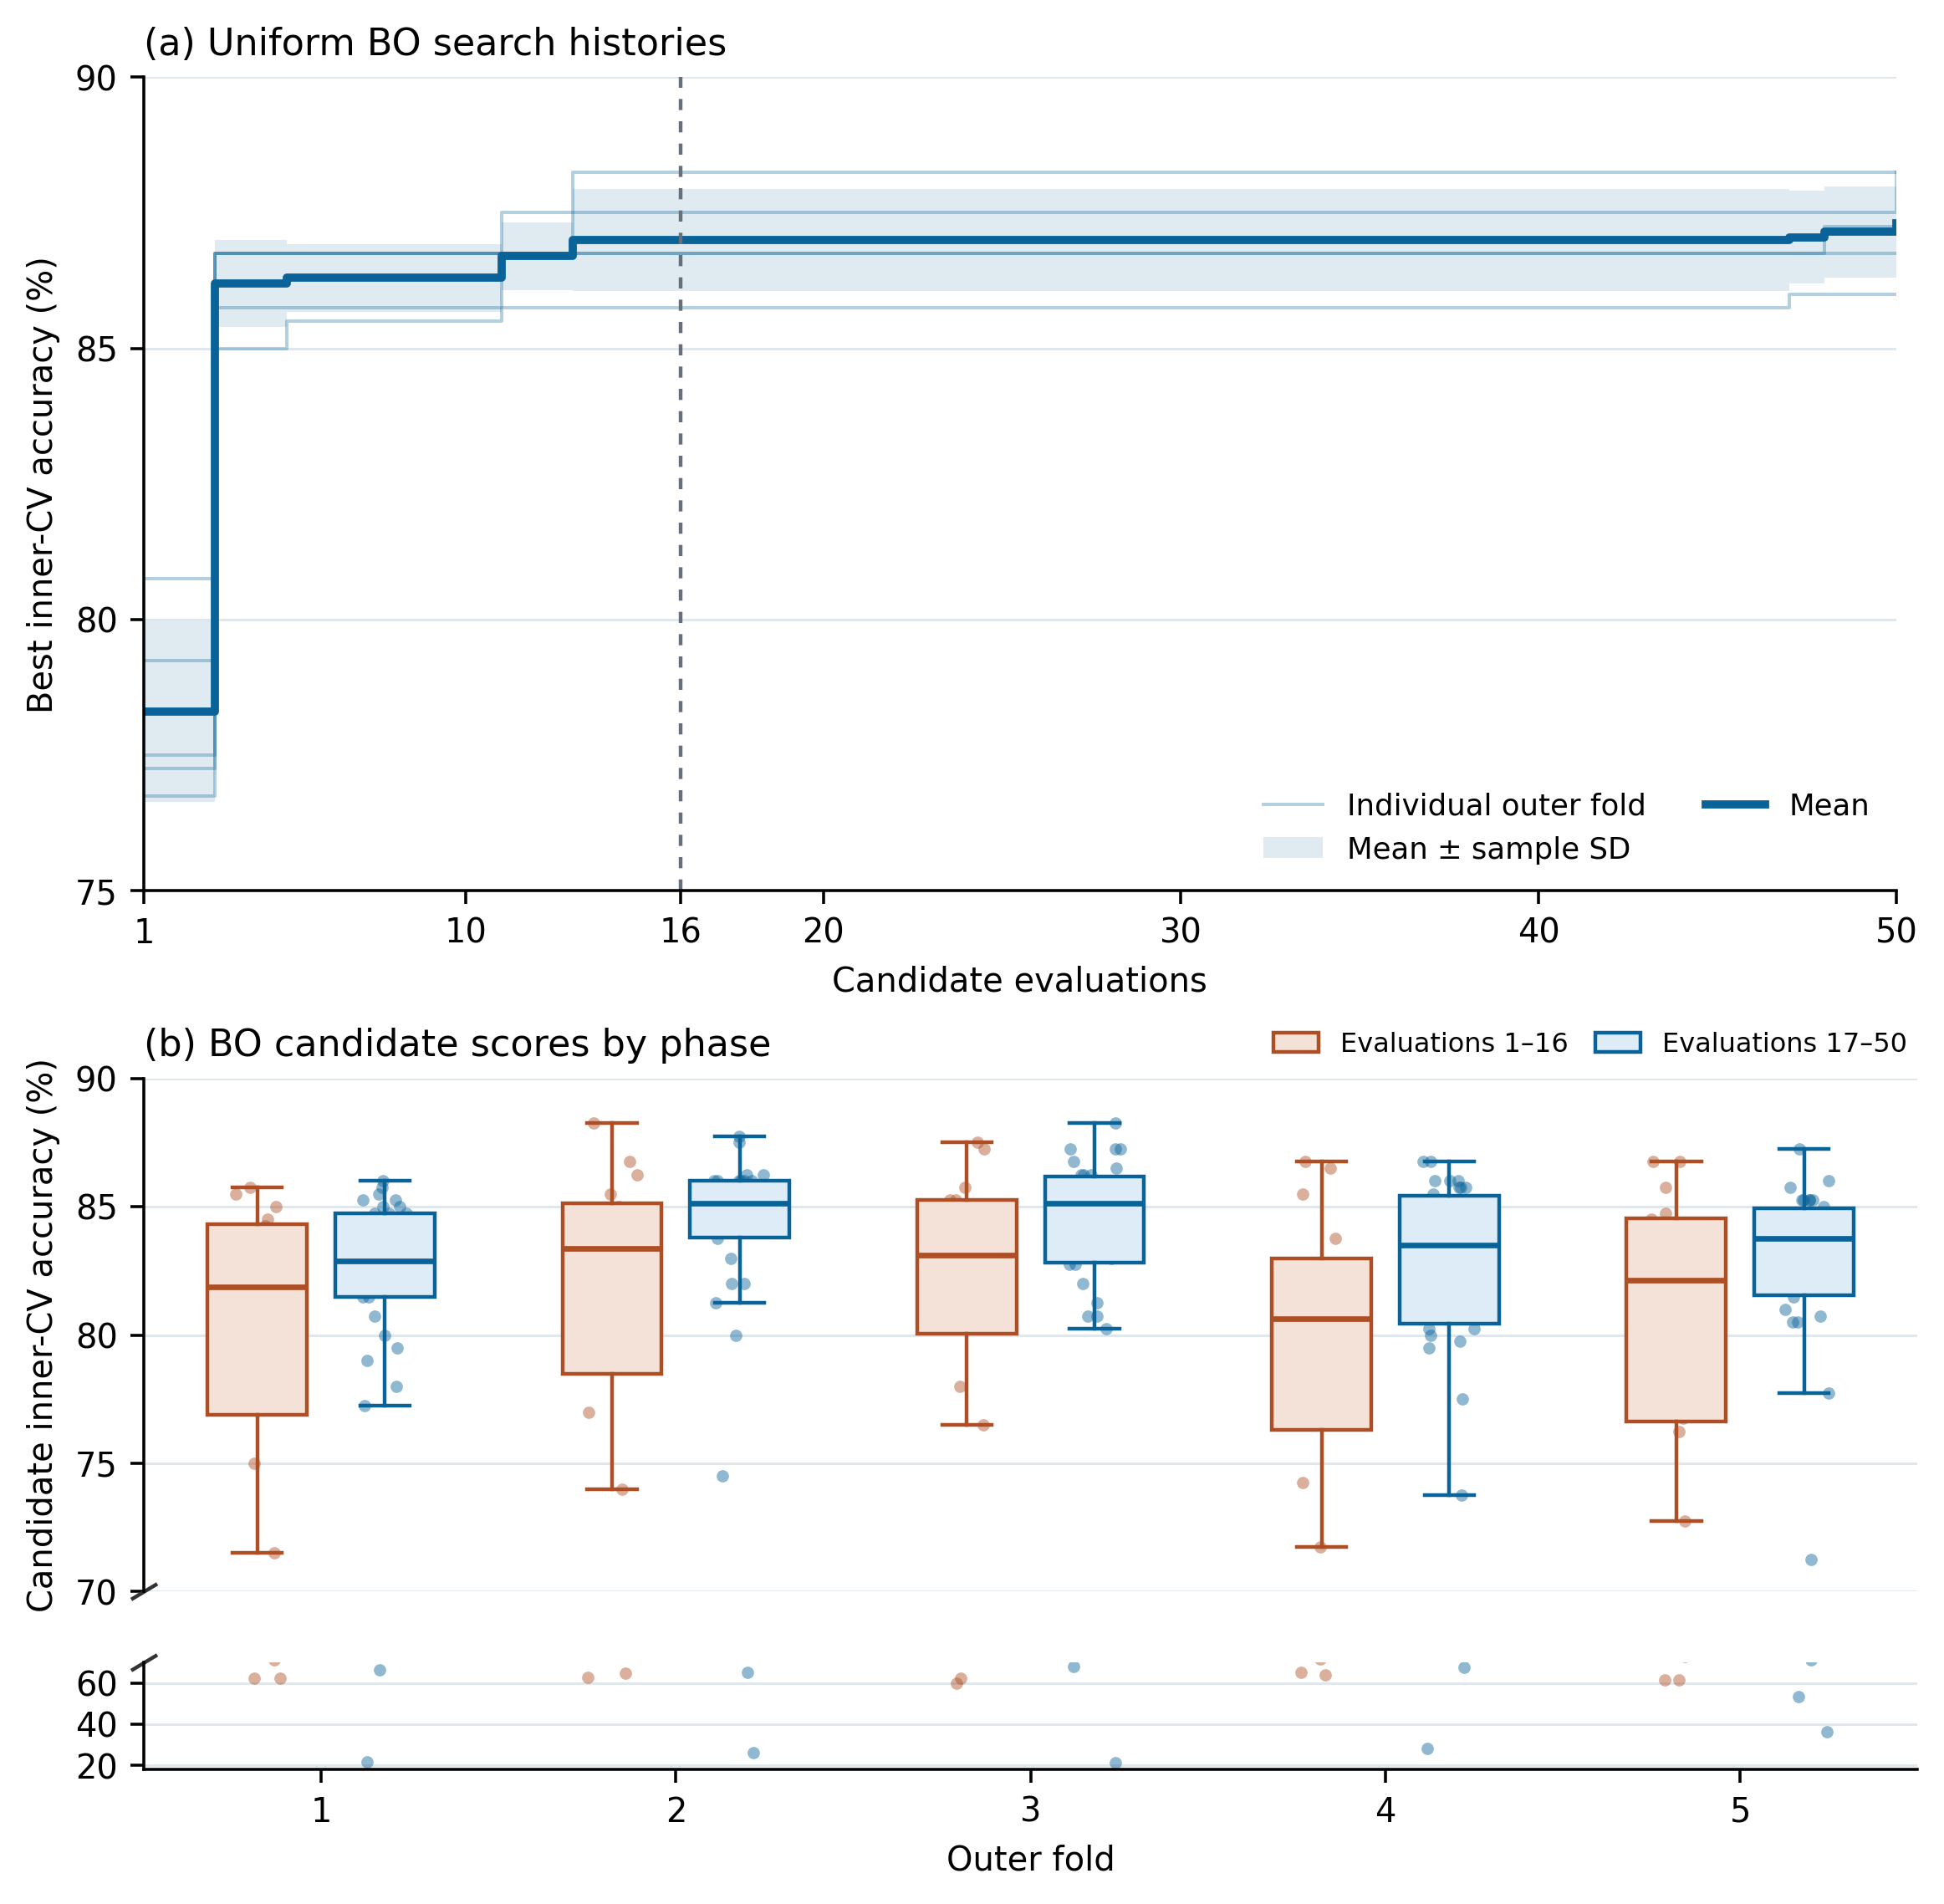 (a) Uniform BO search histories
90
85
80
75
Best inner-CV accuracy (%)
Individual outer fold
Mean
Mean ± sample SD
1 10 16 20 30 40 50
Candidate evaluations
(b) BO candidate scores by phase
Evaluations 1–16
Evaluations 17–50
90
85
80
75
70
60
40
20
Candidate inner-CV accuracy (%)
1 2 3 4 5
Outer fold